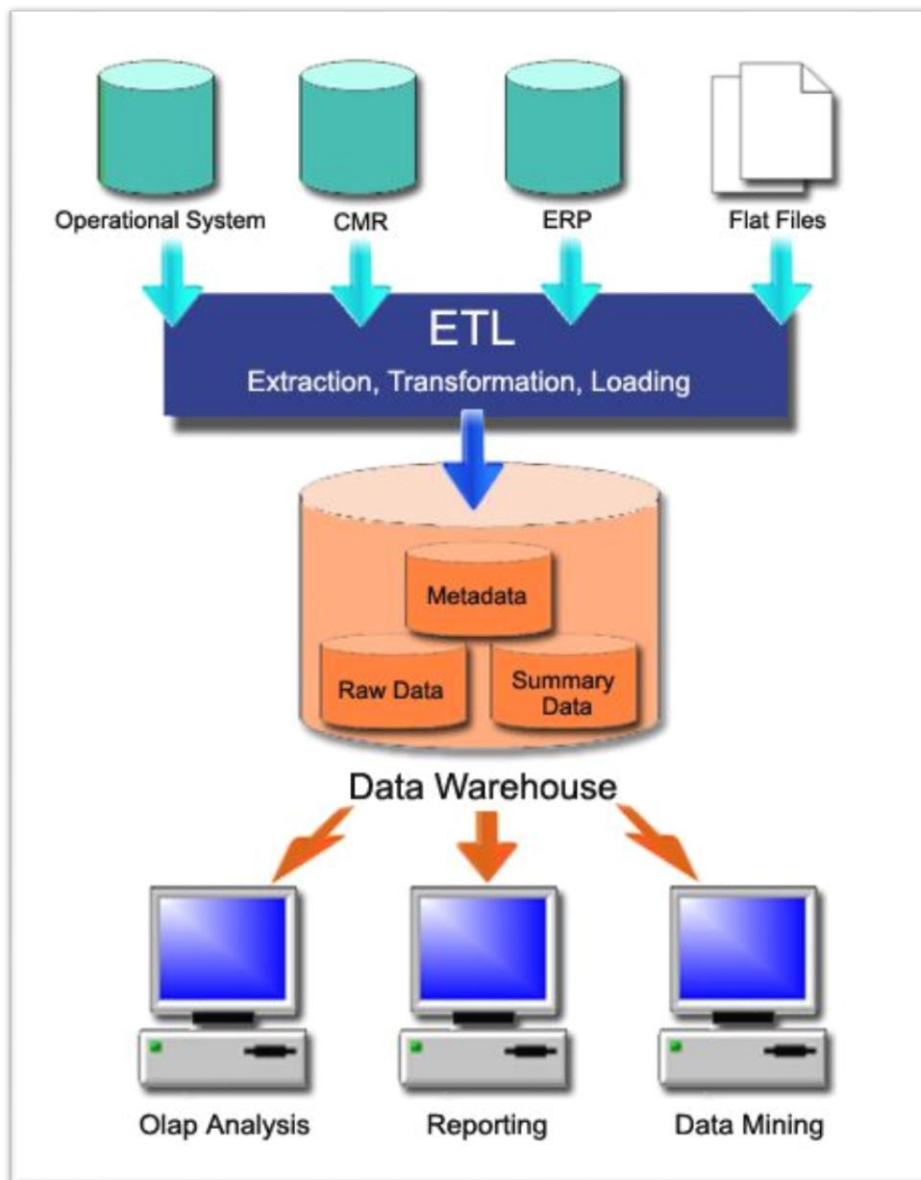 Operational System
CMR
ERP
Flat Files
ETL
Extraction, Transformation, Loading
Metadata
Raw Data
Summary
Data
Data Warehouse
Olap Analysis
Reporting
Data Mining